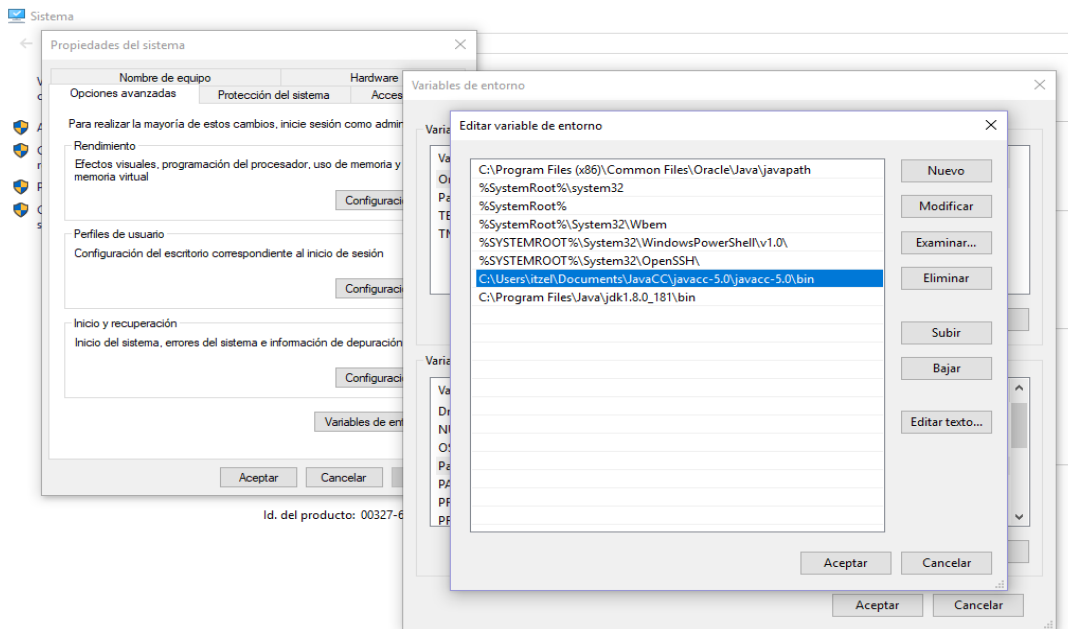 Sistema
Propiedades del sistema
Nombre de equipo
Hardware
Opciones avanzadas
Protección del sistema
Para realizar la mayoría de estos cambios, inicie sesión como
Rendimiento
Efectos visuales, programación del procesador, uso de memoria y
memoria virtual
Perfiles de usuario
Configuración del escritorio correspondiente al inicio de sesión
Inicio y recuperación
Inicio del sistema, errores del sistema e información de depuración
Variables de
Aceptar
Cancelar
Id. del producto:
Variables de entorno
Editar variable de entorno
C:\Program Files (x86)\Common Files\Oracle\Java\javapath
%SystemRoot%\system32
%SystemRoot%
%SystemRoot%\System32\Wbem
%SYSTEMROOT%\System32\WindowsPowerShell\v1.0\
%SYSTEMROOT%\System32\OpenSSH\
C:\Users\itzel\Documents\JavaCC\javacc-5.0\javacc-5.0\bin
C:\Program Files\Java\jdk1.8.0_181\bin
Nuevo
Modificar
Examinar...
Eliminar
Subir
Bajar
Editar texto...
Aceptar
Cancelar
Aceptar
Cancelar